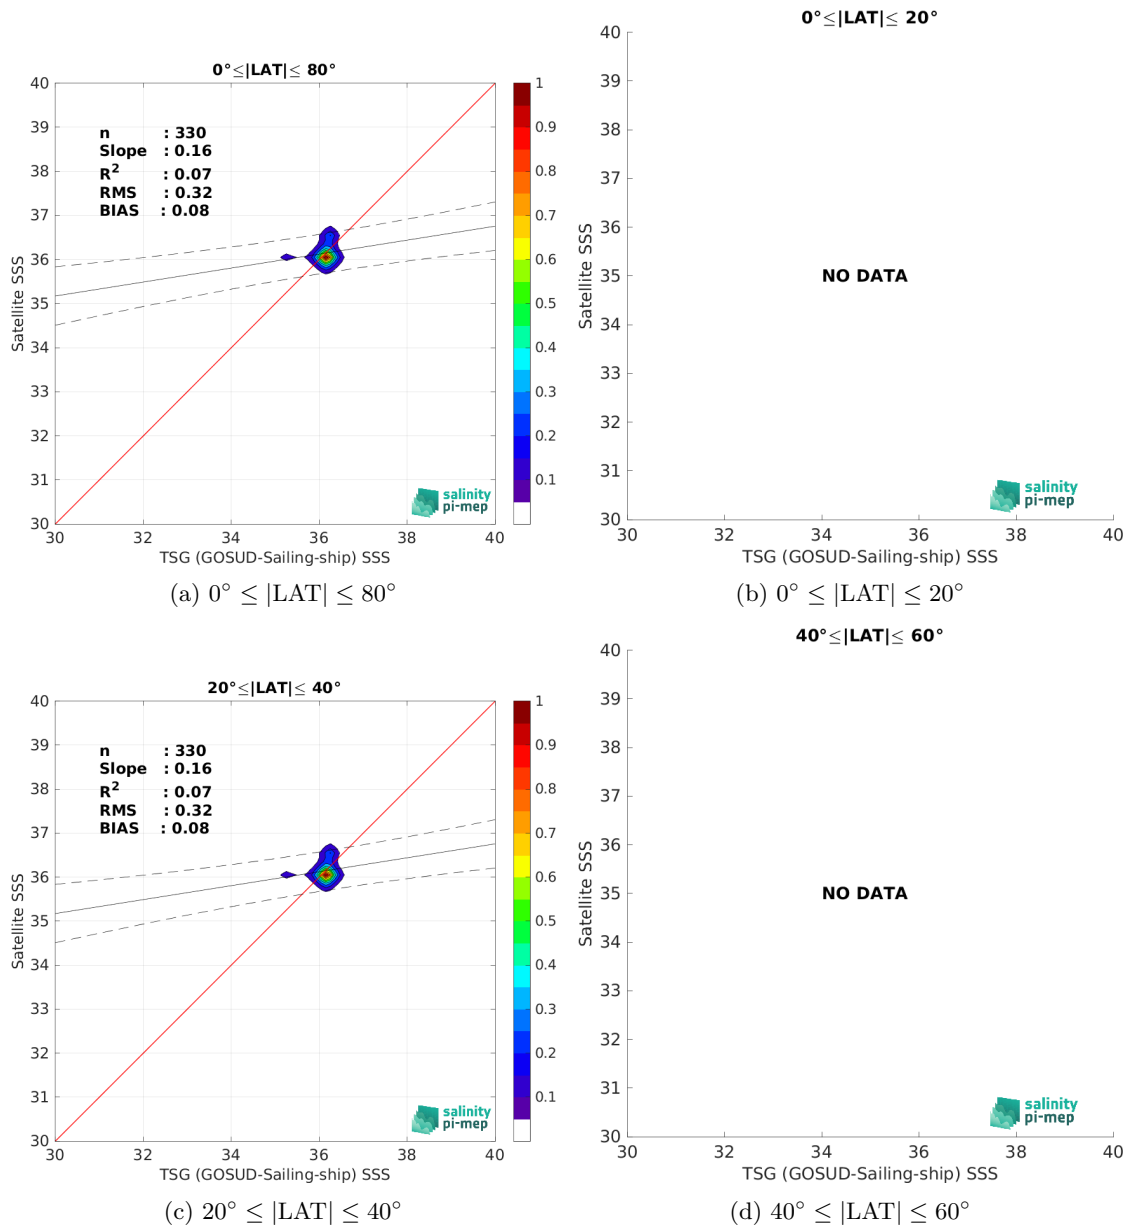 0°≤|LAT|≤ 80°
40
39
38
37
36
35
34
33
32
31
30
Satellite SSS
n : 330
Slope : 0.16
R² : 0.07
RMS : 0.32
BIAS : 0.08
salinity
pi-mep
30 32 34 36 38 40
TSG (GOSUD-Sailing-ship) SSS
1
0.9
0.8
0.7
0.6
0.5
0.4
0.3
0.2
0.1
(a) 0° ≤ |LAT| ≤ 80°
0°≤|LAT|≤ 20°
40
39
38
37
36
35
34
33
32
31
30
Satellite SSS
NO DATA
salinity
pi-mep
30 32 34 36 38 40
TSG (GOSUD-Sailing-ship) SSS
(b) 0° ≤ |LAT| ≤ 20°
20°≤|LAT|≤ 40°
40
39
38
37
36
35
34
33
32
31
30
Satellite SSS
n : 330
Slope : 0.16
R² : 0.07
RMS : 0.32
BIAS : 0.08
salinity
pi-mep
30 32 34 36 38 40
TSG (GOSUD-Sailing-ship) SSS
1
0.9
0.8
0.7
0.6
0.5
0.4
0.3
0.2
0.1
(c) 20° ≤ |LAT| ≤ 40°
40°≤|LAT|≤ 60°
40
39
38
37
36
35
34
33
32
31
30
Satellite SSS
NO DATA
salinity
pi-mep
30 32 34 36 38 40
TSG (GOSUD-Sailing-ship) SSS
(d) 40° ≤ |LAT| ≤ 60°